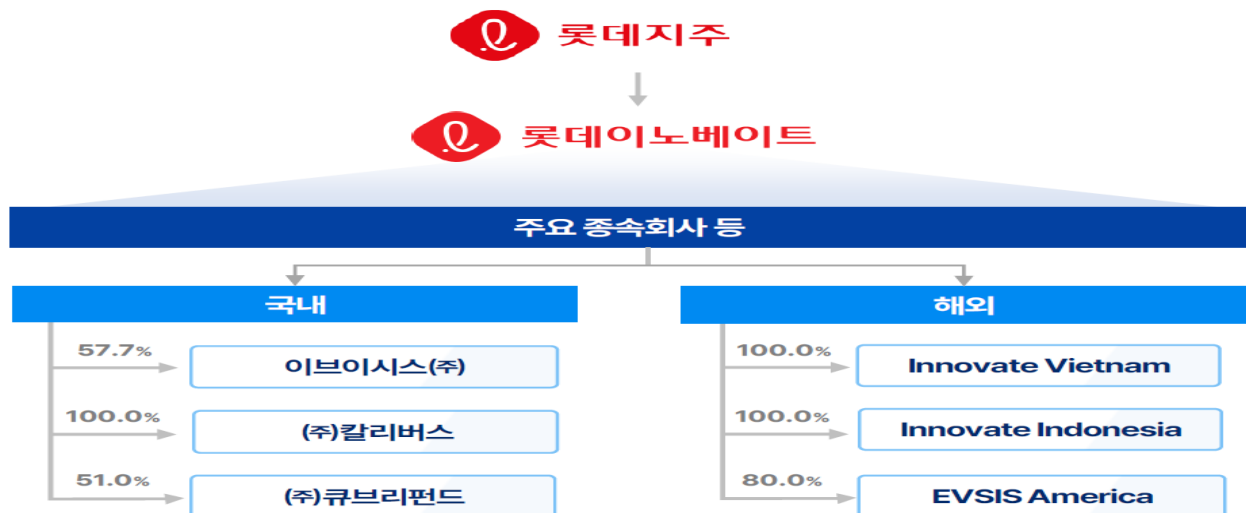 롯데지주
롯데이노베이트
주요 종속회사 등
국내
57.7%
이브이시스(주)
100.0%
(주)칼리버스
51.0%
(주)큐브리펀드
해외
100.0%
Innovate Vietnam
100.0%
Innovate Indonesia
80.0%
EVSIS America